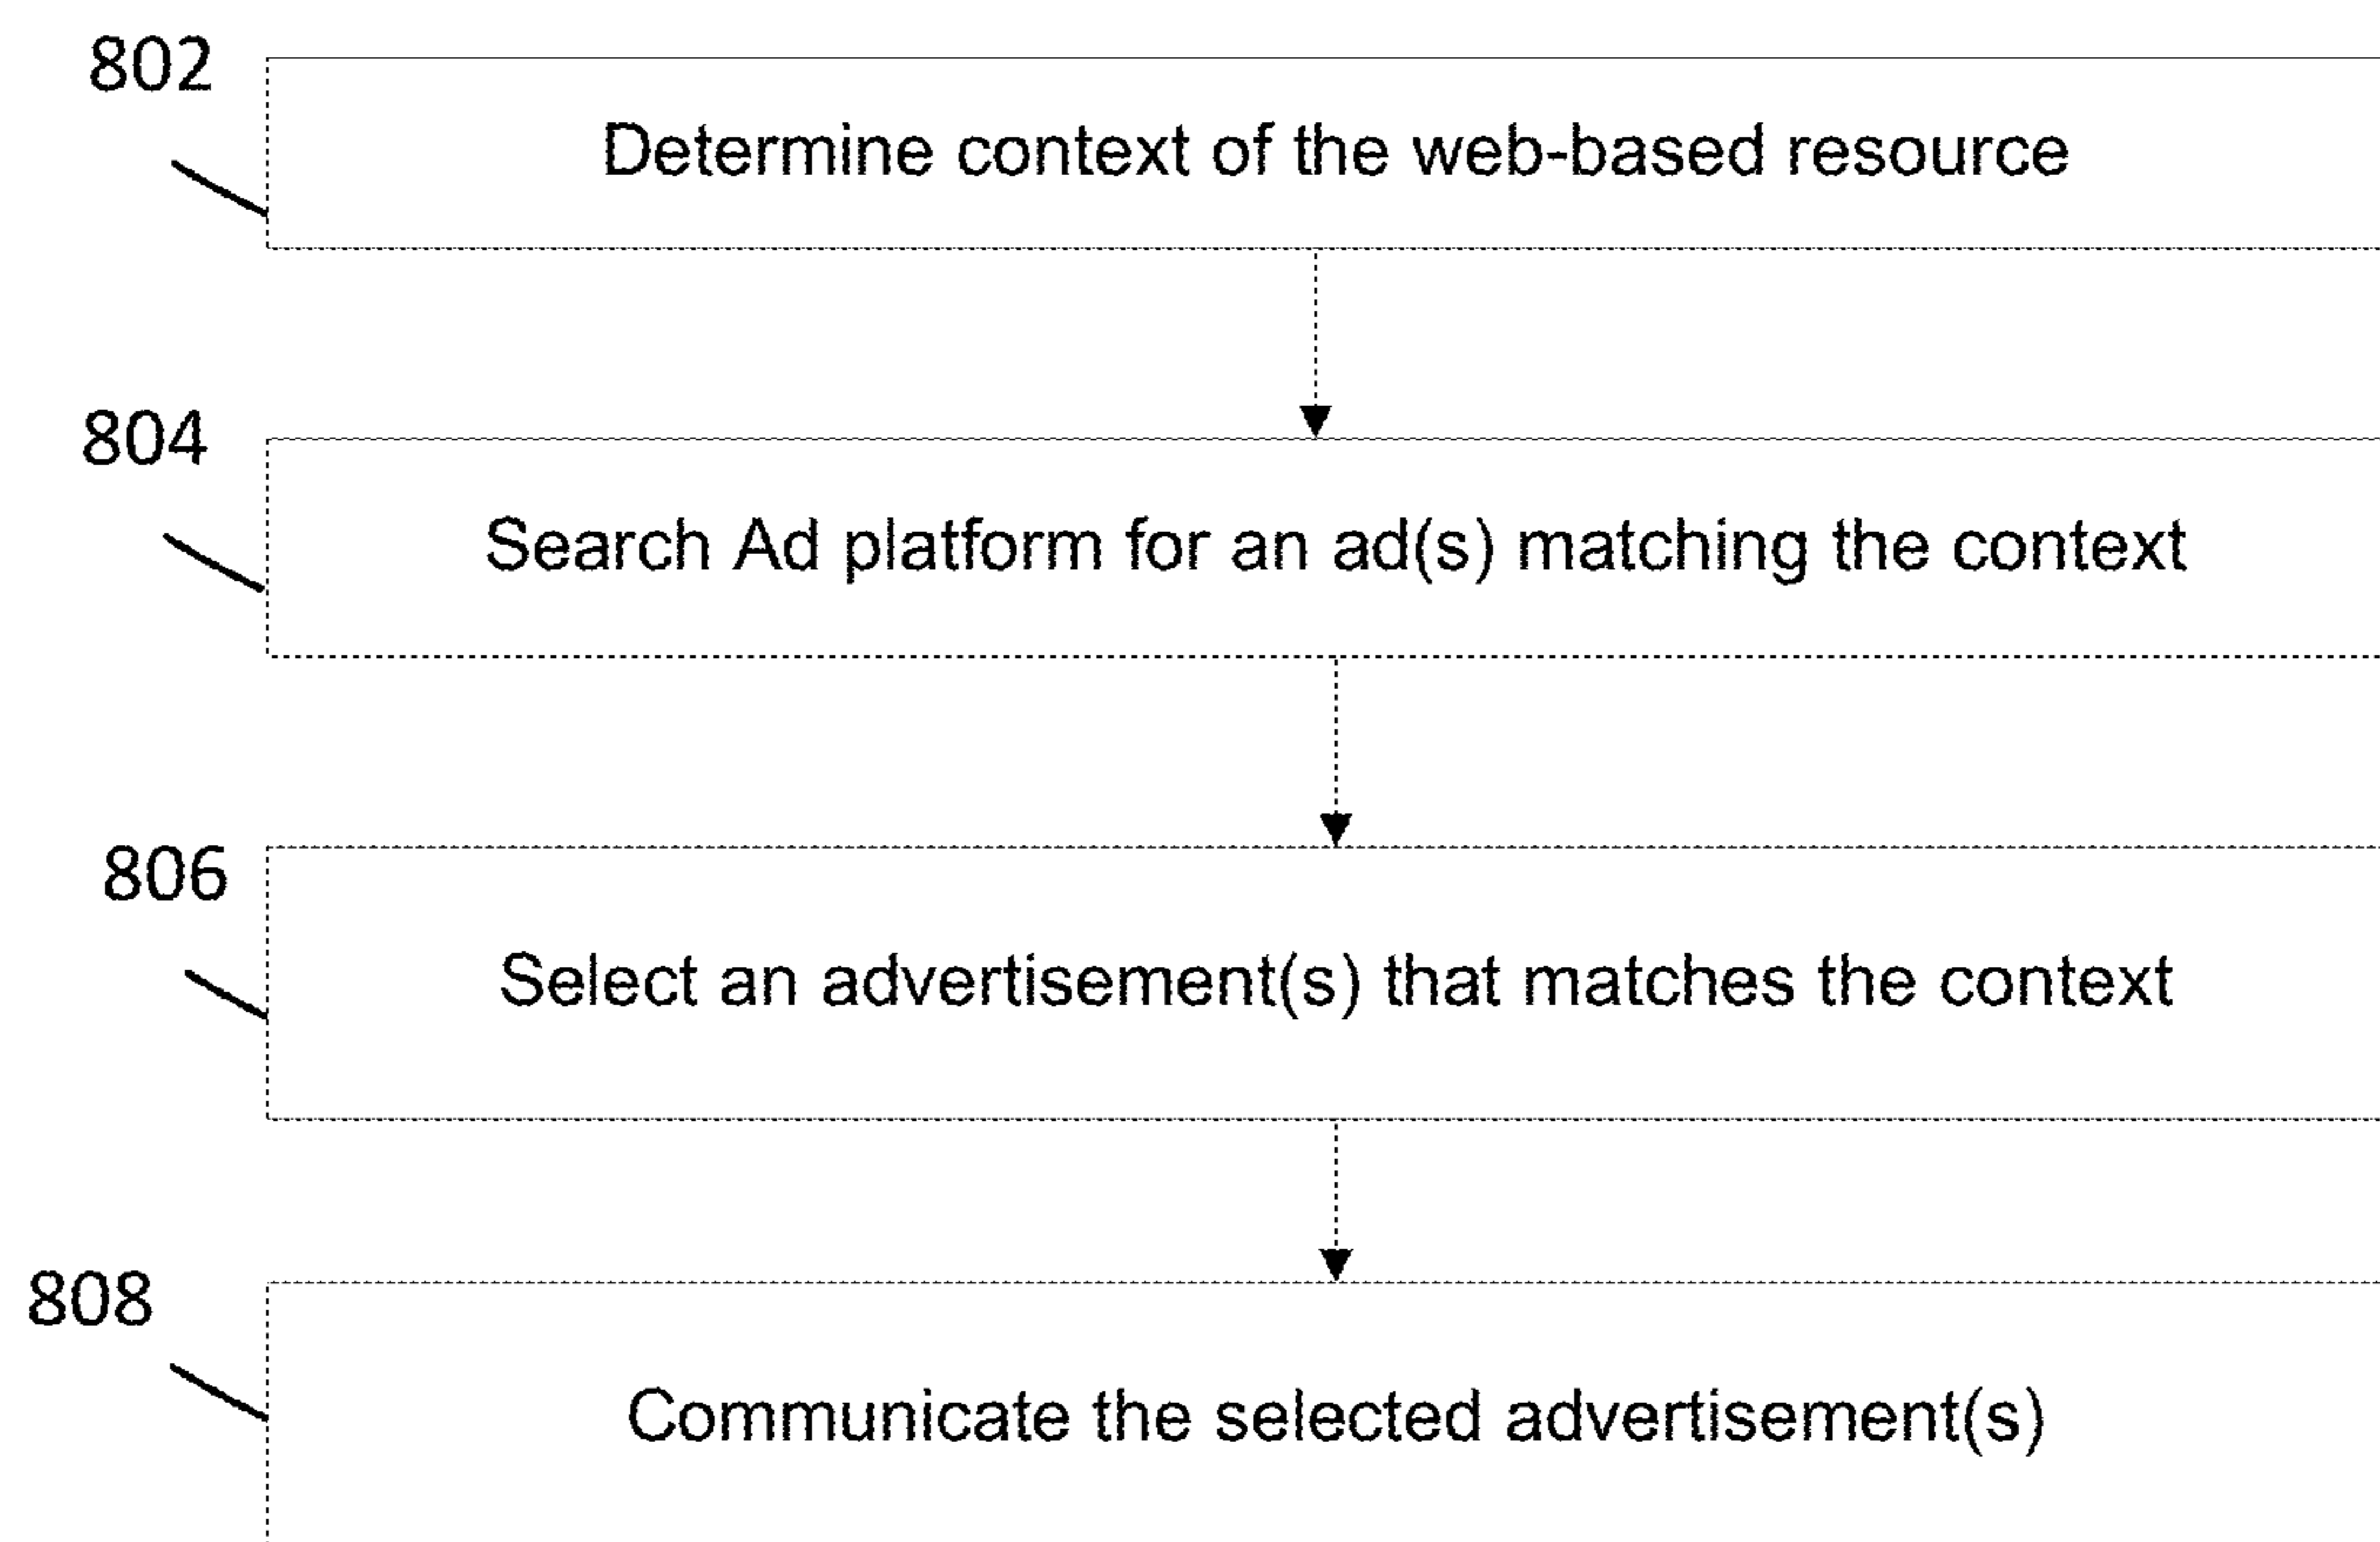 802
Determine context of the web-based resource
804
Search Ad platform for an ad(s) matching the context
806
Select an advertisement(s) that matches the context
808
Communicate the selected advertisement(s)